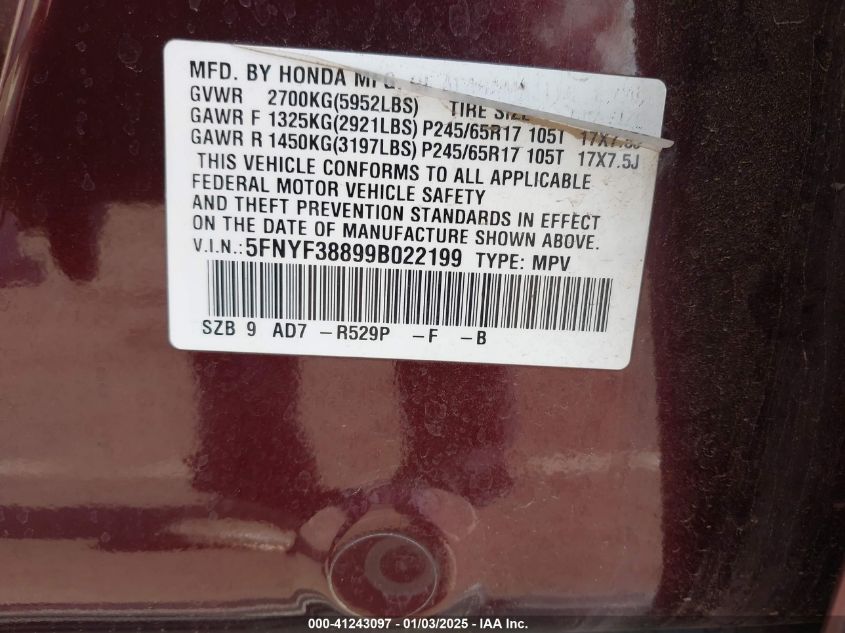 MFD. BY HONDA MFG. OF
GVWR 2700KG(5952LBS) TIRE SIZE
GAWR F 1325KG(2921LBS) P245/65R17 105T 17X7.5J
GAWR R 1450KG(3197LBS) P245/65R17 105T 17X7.5J
THIS VEHICLE CONFORMS TO ALL APPLICABLE
FEDERAL MOTOR VEHICLE SAFETY
AND THEFT PREVENTION STANDARDS IN EFFECT
ON THE DATE OF MANUFACTURE SHOWN ABOVE.
V.I.N.: 5FNYF38899B022199 TYPE: MPV
SZB 9 AD7 -R529P -F -B
000-41243097 - 01/03/2025 - IAAI Inc.